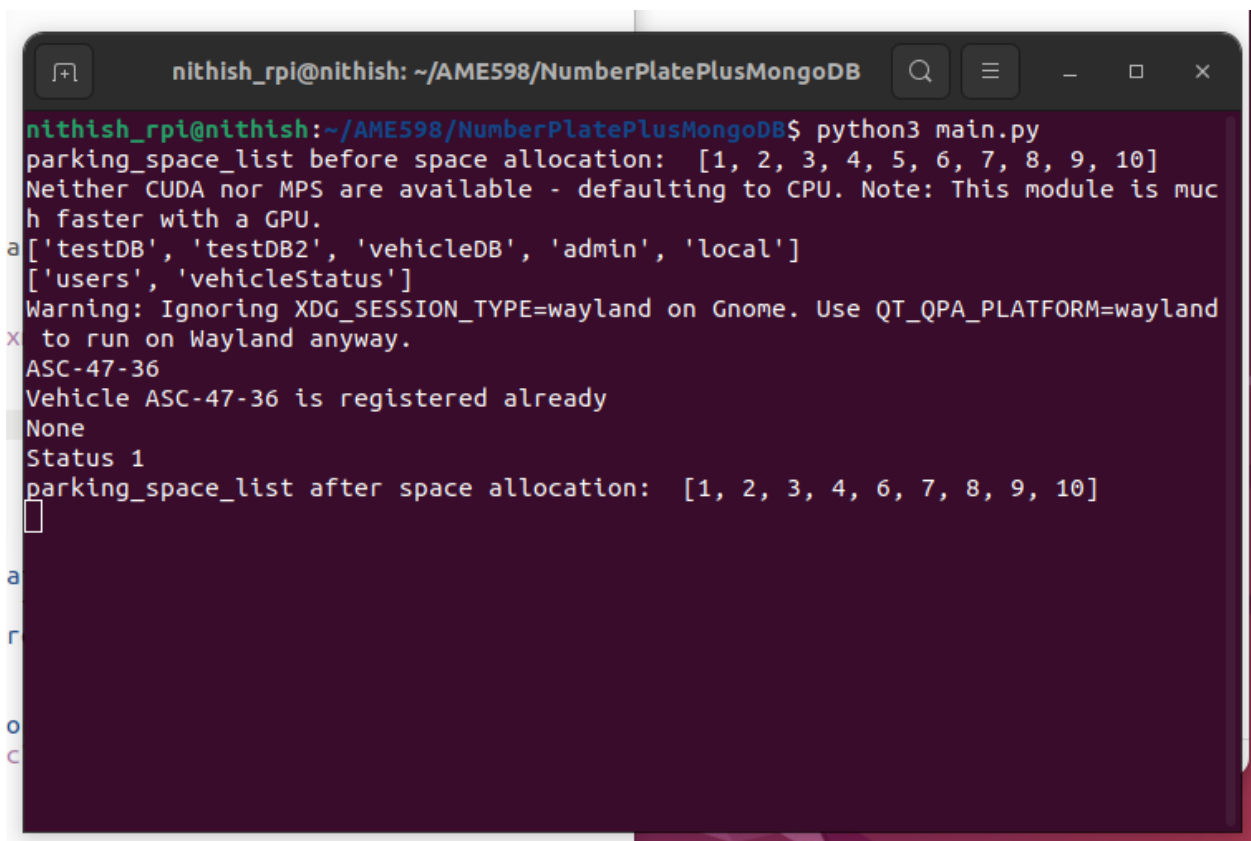 nithish_rpi@nithish: ~/AME598/NumberPlatePlusMongoDB
nithish_rpi@nithish:~/AME598/NumberPlatePlusMongoDB$ python3 main.py
parking_space_list before space allocation:  [1, 2, 3, 4, 5, 6, 7, 8, 9, 10]
Neither CUDA nor MPS are available - defaulting to CPU. Note: This module is muc
h faster with a GPU.
['testDB', 'testDB2', 'vehicleDB', 'admin', 'local']
['users', 'vehicleStatus']
Warning: Ignoring XDG_SESSION_TYPE=wayland on Gnome. Use QT_QPA_PLATFORM=wayland
 to run on Wayland anyway.
ASC-47-36
Vehicle ASC-47-36 is registered already
None
Status 1
parking_space_list after space allocation:  [1, 2, 3, 4, 6, 7, 8, 9, 10]